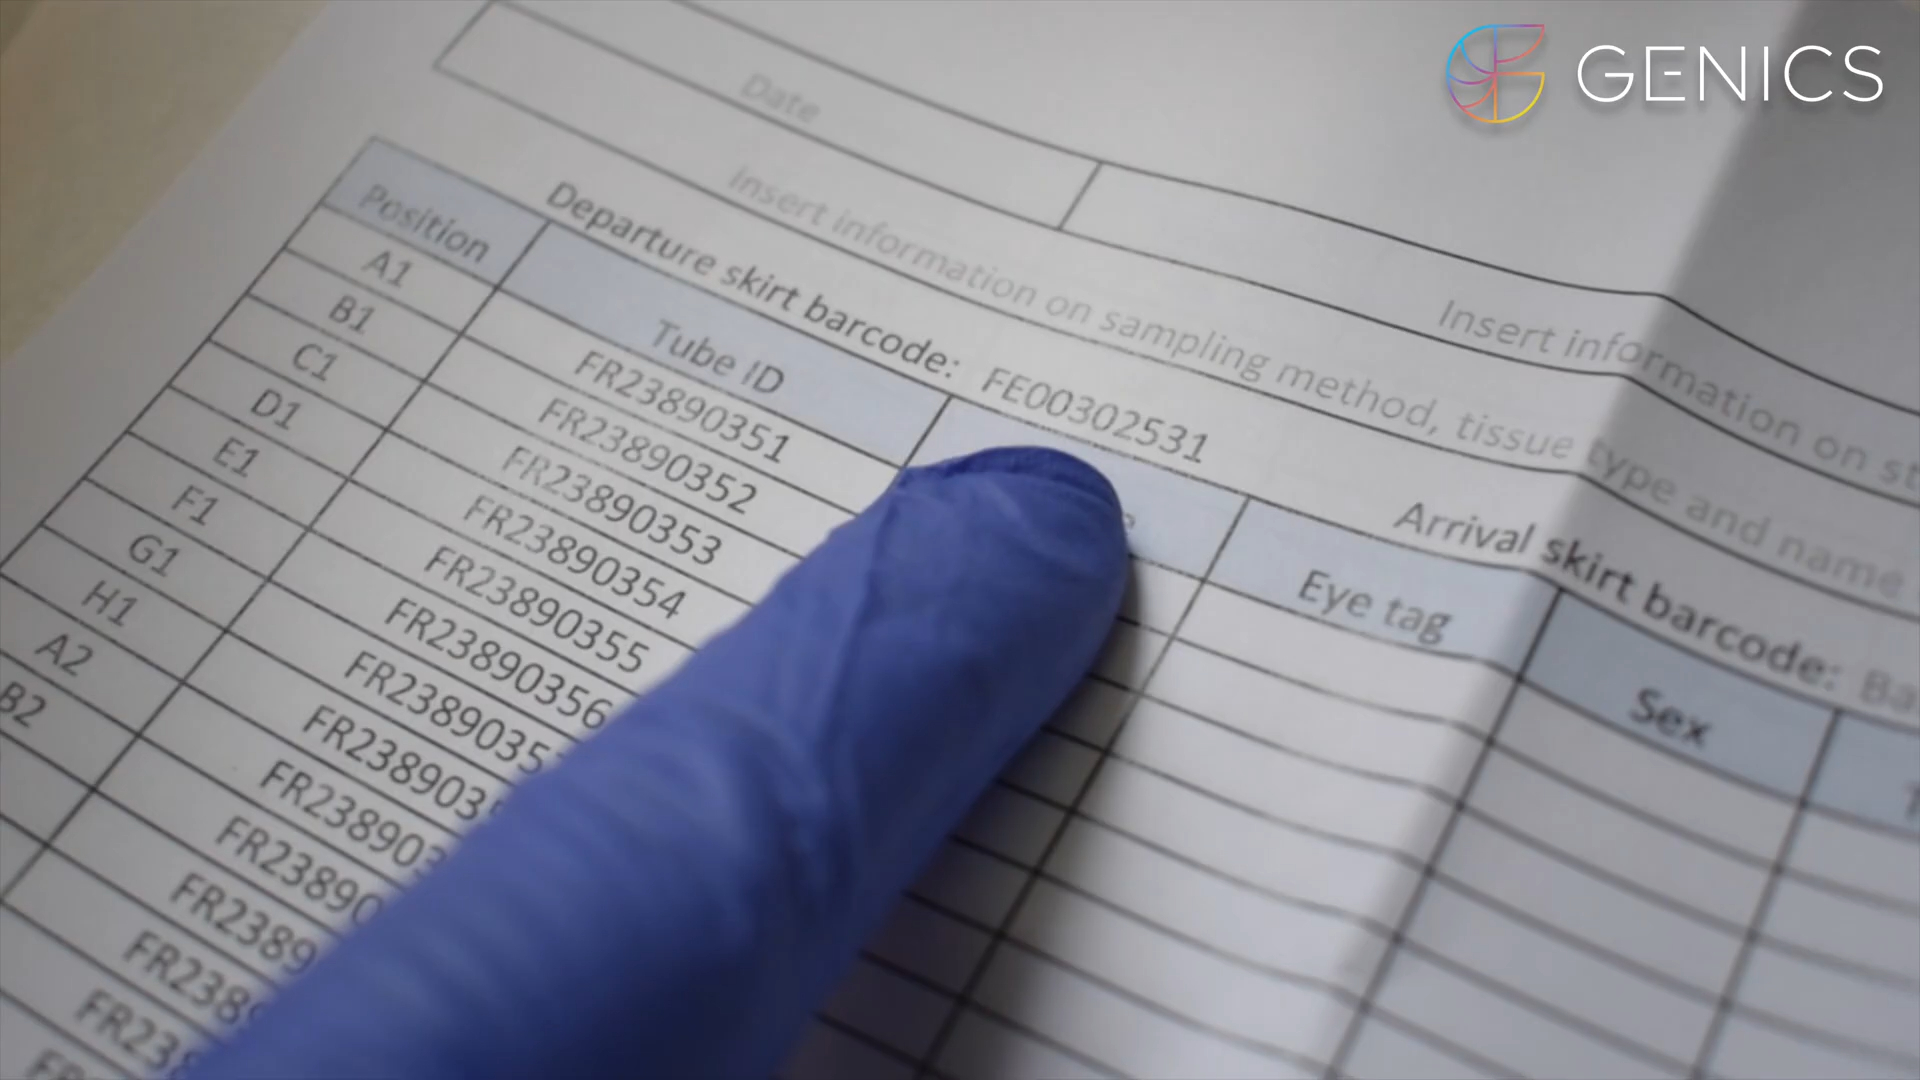 GENICS
Date
Insert information on
Insert information on sampling method, tissue type and name
Departure skirt barcode: FE00302531
Arrival skirt barcode:
Position Tube ID Eye tag Sex
A1 FR23890351
B1 FR23890352
C1 FR23890353
D1 FR23890354
E1 FR23890355
F1 FR23890356
G1
H1
A2
B2